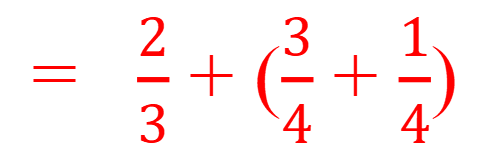 = 2/3 + (3/4 + 1/4)